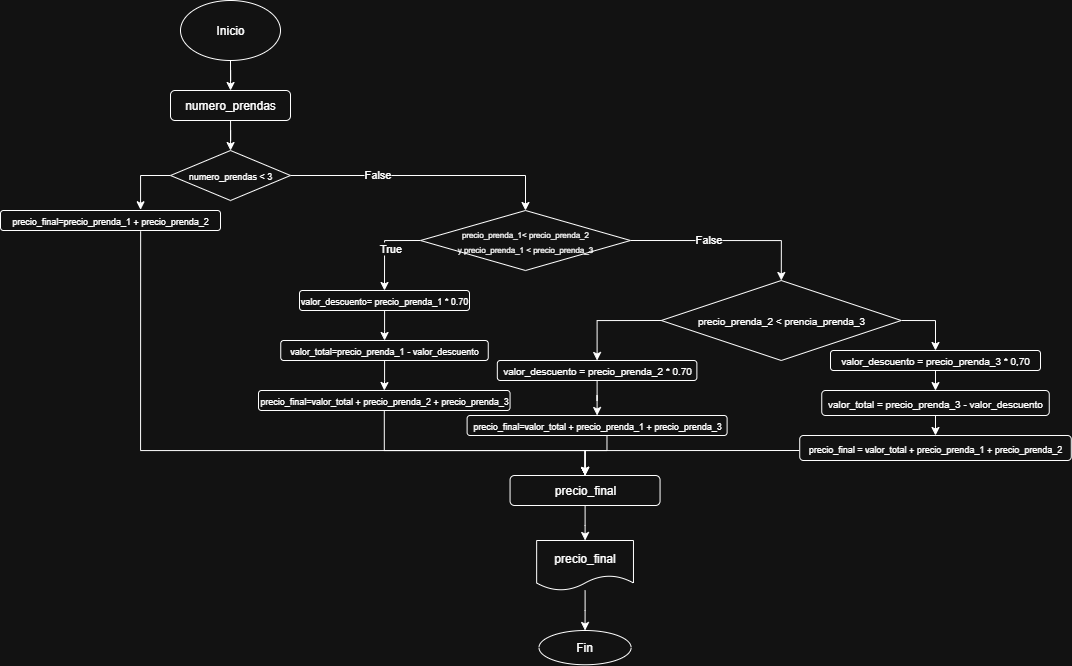 Inicio
numero_prendas
numero_prendas < 3
False
precio_final=precio_prenda_1 + precio_prenda_2
precio_prenda_1< precio_prenda_2
y precio_prenda_1 < precio_prenda_3
True
False
valor_descuento= precio_prenda_1 * 0.70
precio_prenda_2 < prencia_prenda_3
valor_total=precio_prenda_1 - valor_descuento
valor_descuento = precio_prenda_2 * 0.70
valor_descuento = precio_prenda_3 * 0,70
precio_final=valor_total + precio_prenda_2 + precio_prenda_3
valor_total = precio_prenda_3 - valor_descuento
precio_final=valor_total + precio_prenda_1 + precio_prenda_3
precio_final = valor_total + precio_prenda_1 + precio_prenda_2
precio_final
precio_final
Fin